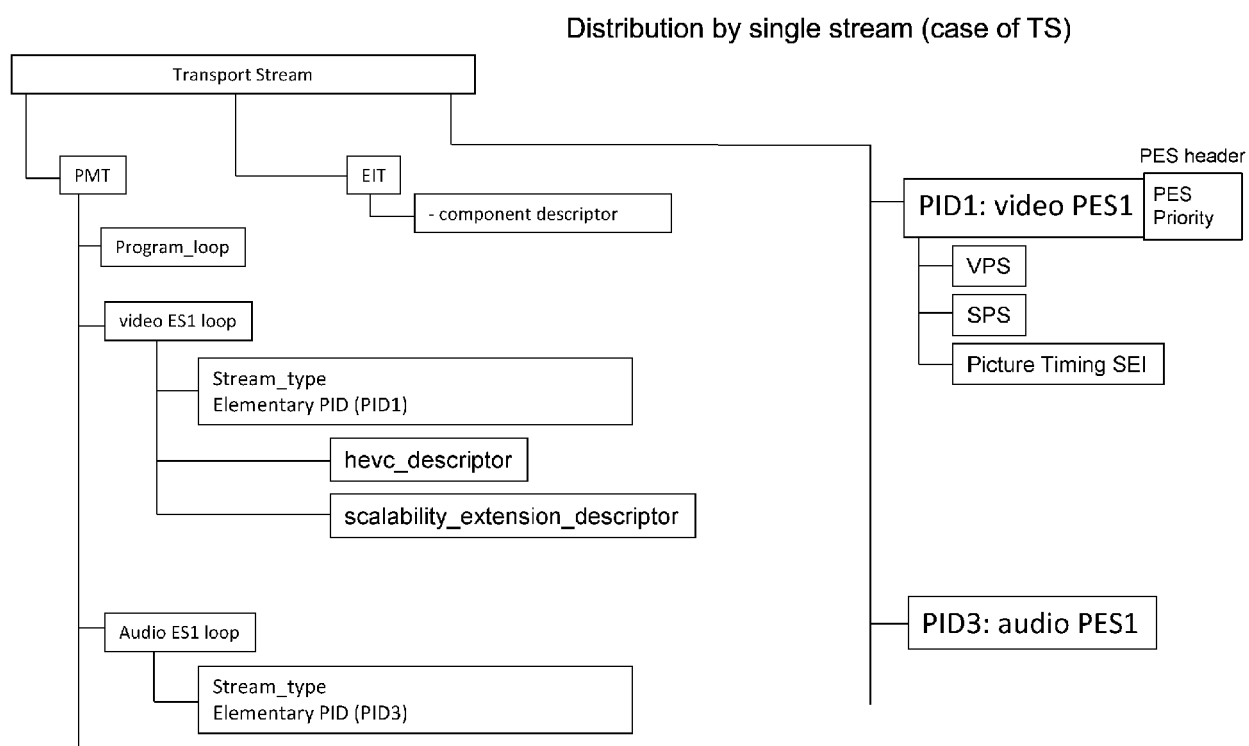 Distribution by single stream (case of TS)
Transport Stream
PMT
EIT
- component descriptor
Program_loop
video ES1 loop
Stream_type
Elementary PID (PID1)
hevc_descriptor
scalability_extension_descriptor
Audio ES1 loop
Stream_type
Elementary PID (PID3)
PES header
PID1: video PES1
PES
Priority
VPS
SPS
Picture Timing SEI
PID3: audio PES1